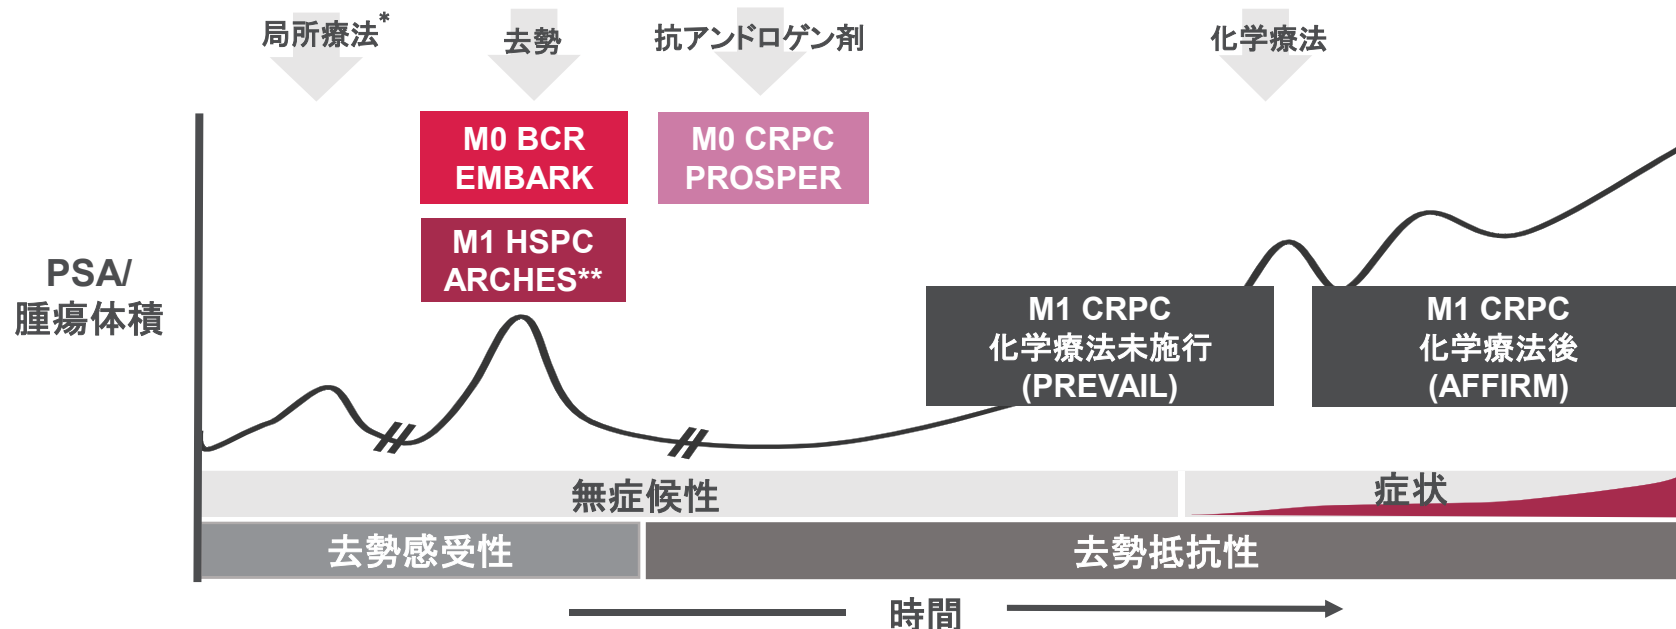 局所療法*
去勢
抗アンドロゲン剤
化学療法
M0 BCR
EMBARK
M0 CRPC
PROSPER
M1 HSPC
ARCHES**
PSA/
腫瘍体積
M1 CRPC
化学療法未施行
(PREVAIL)
M1 CRPC
化学療法後
(AFFIRM)
無症候性
症状
去勢感受性
去勢抵抗性
時間